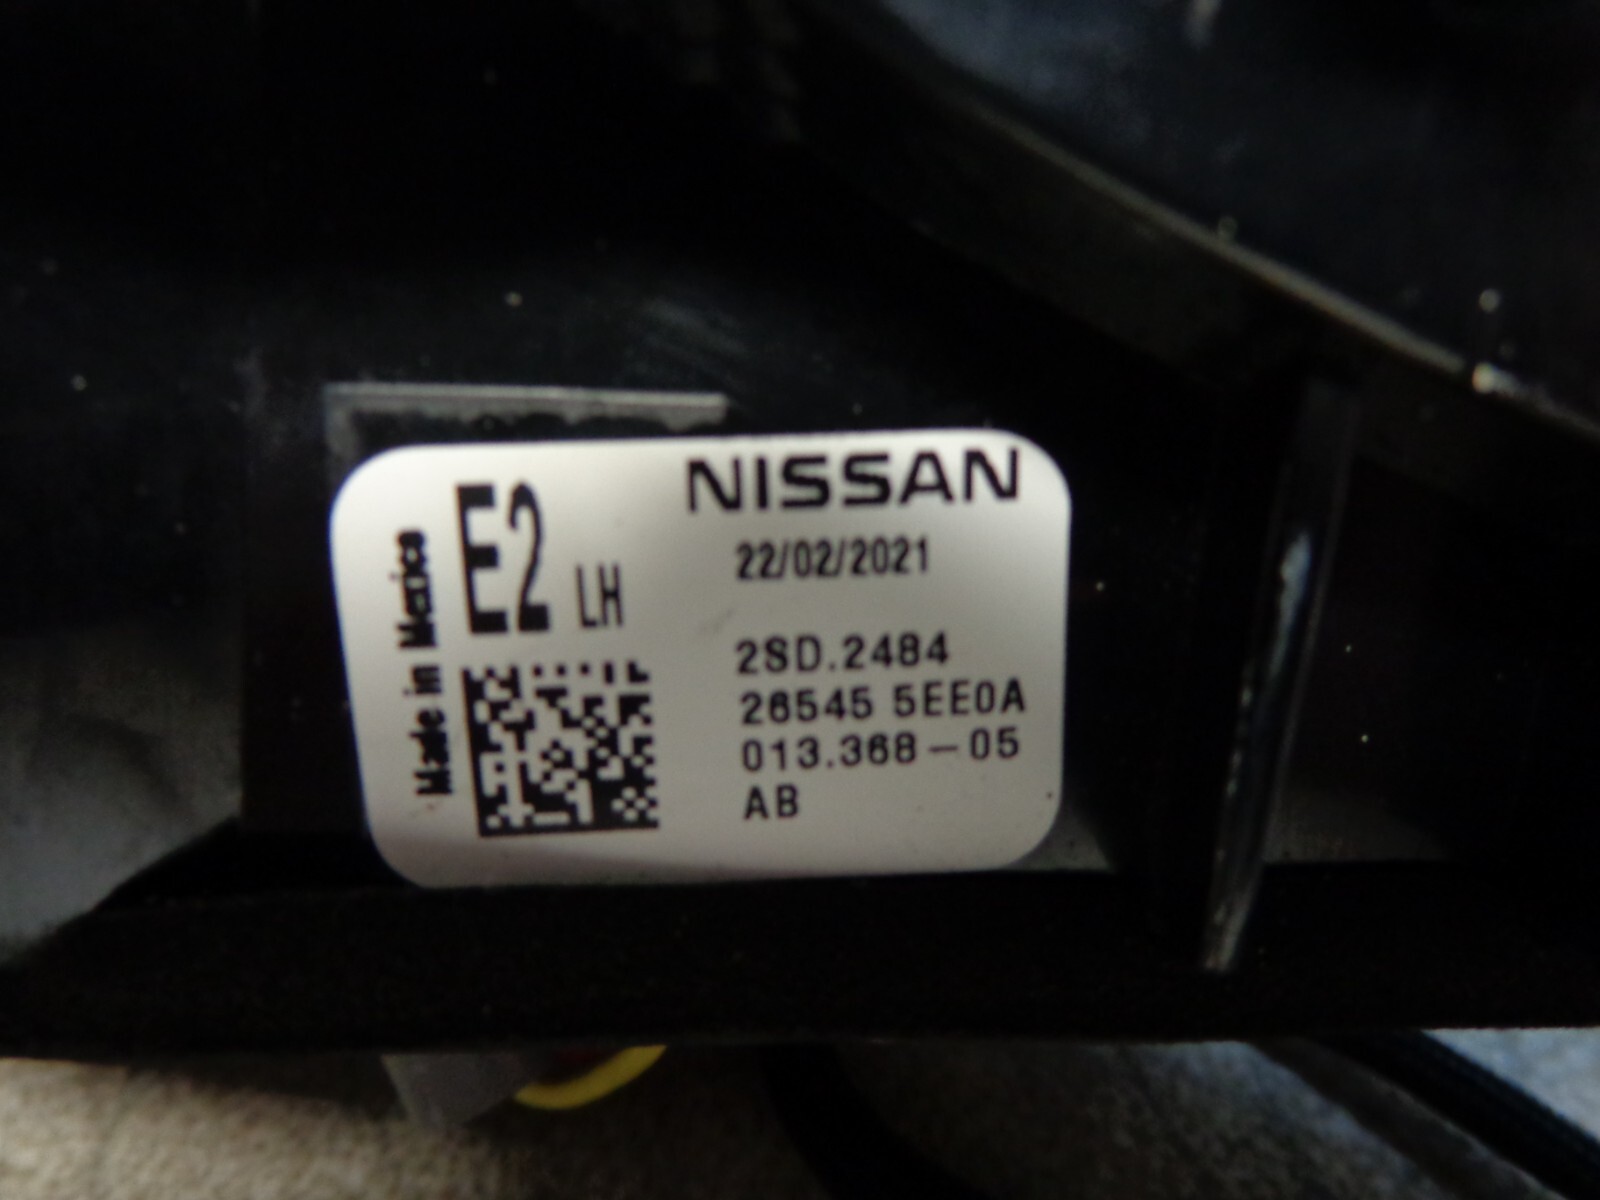 NISSAN
E2 LH
22/02/2021
Made in Mexico
2SD.2484
26545 5EE0A
013.368-05
AB